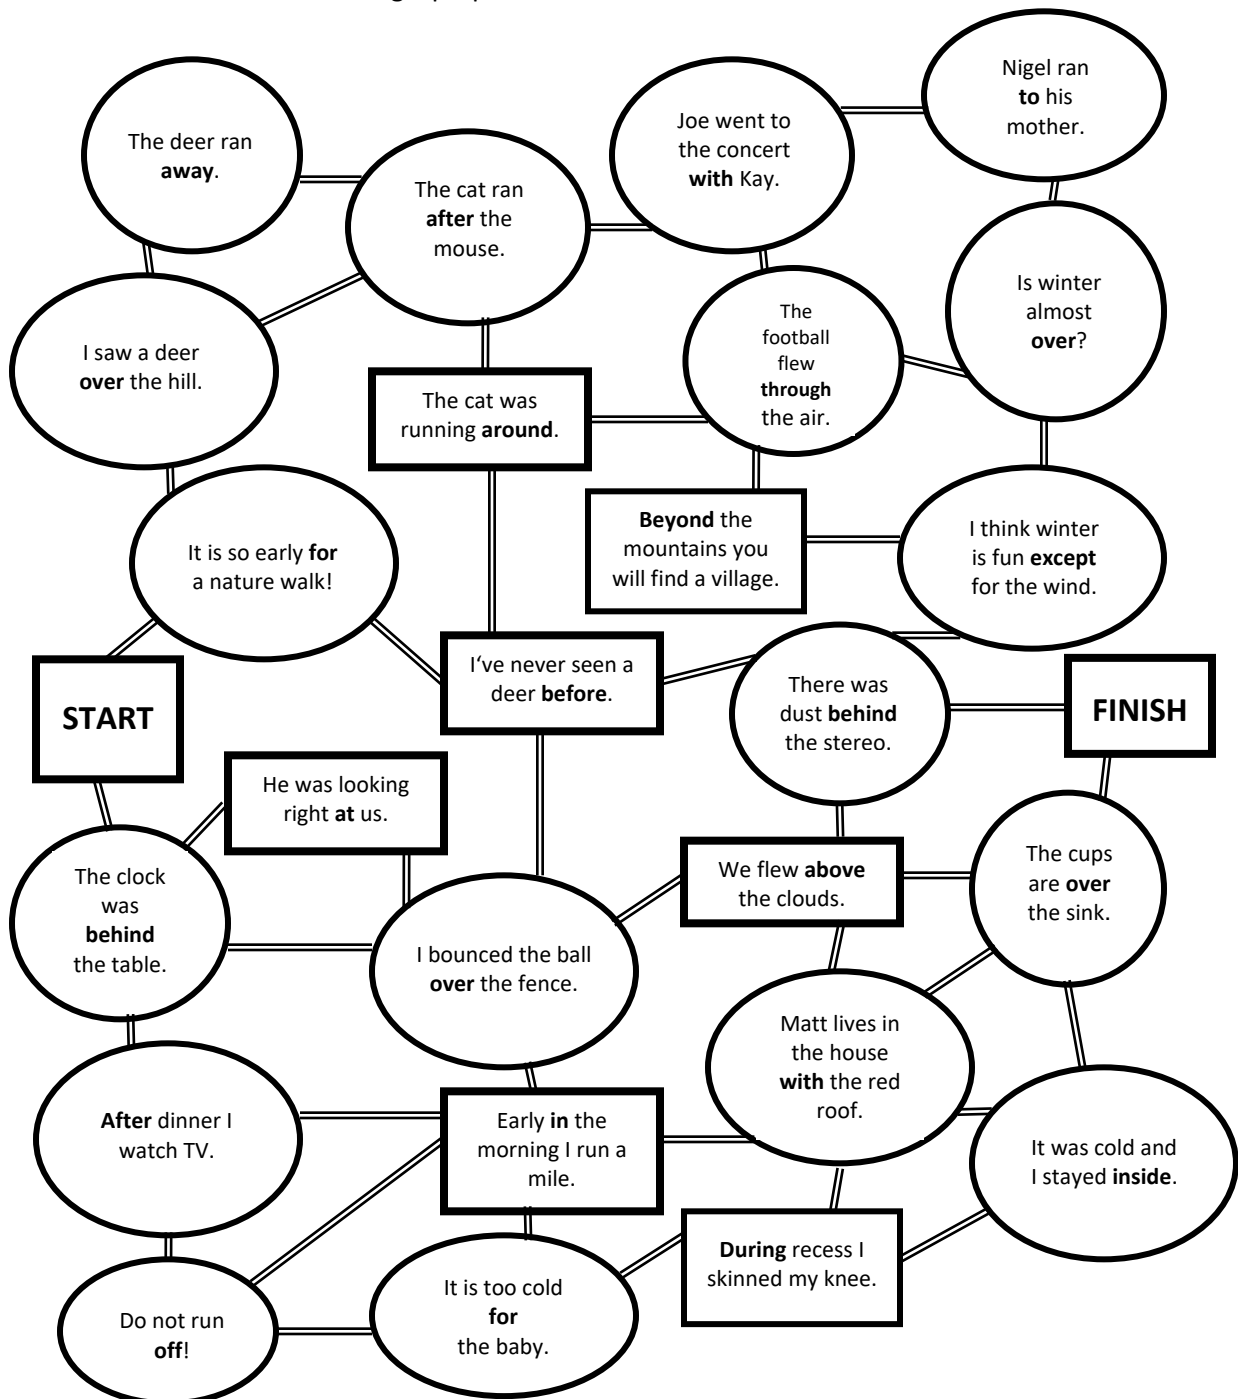 Nigel ran
to his
mother.
Joe went to
the concert
with Kay.
The deer ran
away.
The cat ran
after the
mouse.
Is winter
almost
over?
The
football
flew
through
the air.
I saw a deer
over the hill.
The cat was
running around.
Beyond the
mountains you
will find a village.
I think winter
is fun except
for the wind.
It is so early for
a nature walk!
I‘ve never seen a
deer before.
There was
dust behind
the stereo.
START
FINISH
He was looking
right at us.
The clock
was
behind
the table.
We flew above
the clouds.
The cups
are over
the sink.
I bounced the ball
over the fence.
Matt lives in
the house
with the red
roof.
After dinner I
watch TV.
Early in the
morning I run a
mile.
It was cold and
I stayed inside.
During recess I
skinned my knee.
It is too cold
for
the baby.
Do not run
off!